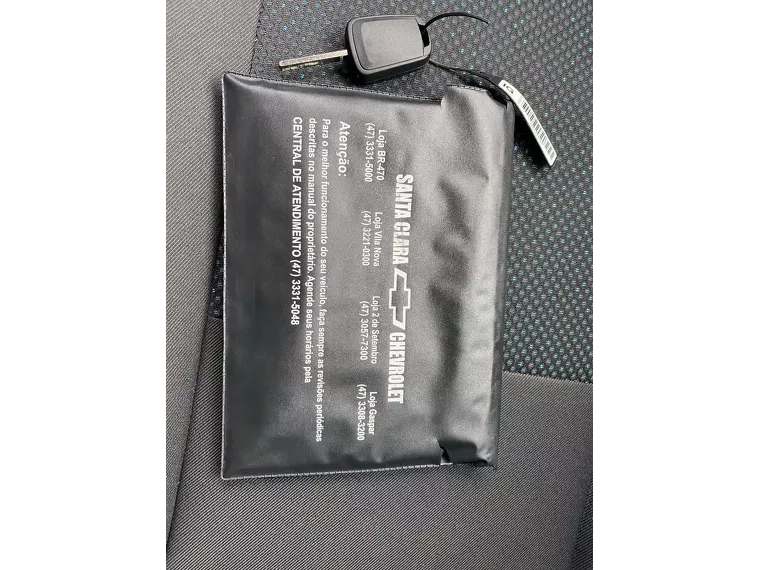 SANTA CLARA CHEVROLET
Loja BR-470
(47) 3331-5000
Loja Vila Nova
(47) 3221-0300
Loja 2 de Setembro
(47) 3057-7300
Loja Gaspar
(47) 3308-3200
Atenção:
Para o melhor funcionamento do seu veículo, faça sempre as revisões periódicas
descritas no manual do proprietário. Agende seus horários pela
CENTRAL DE ATENDIMENTO (47) 3331-5048